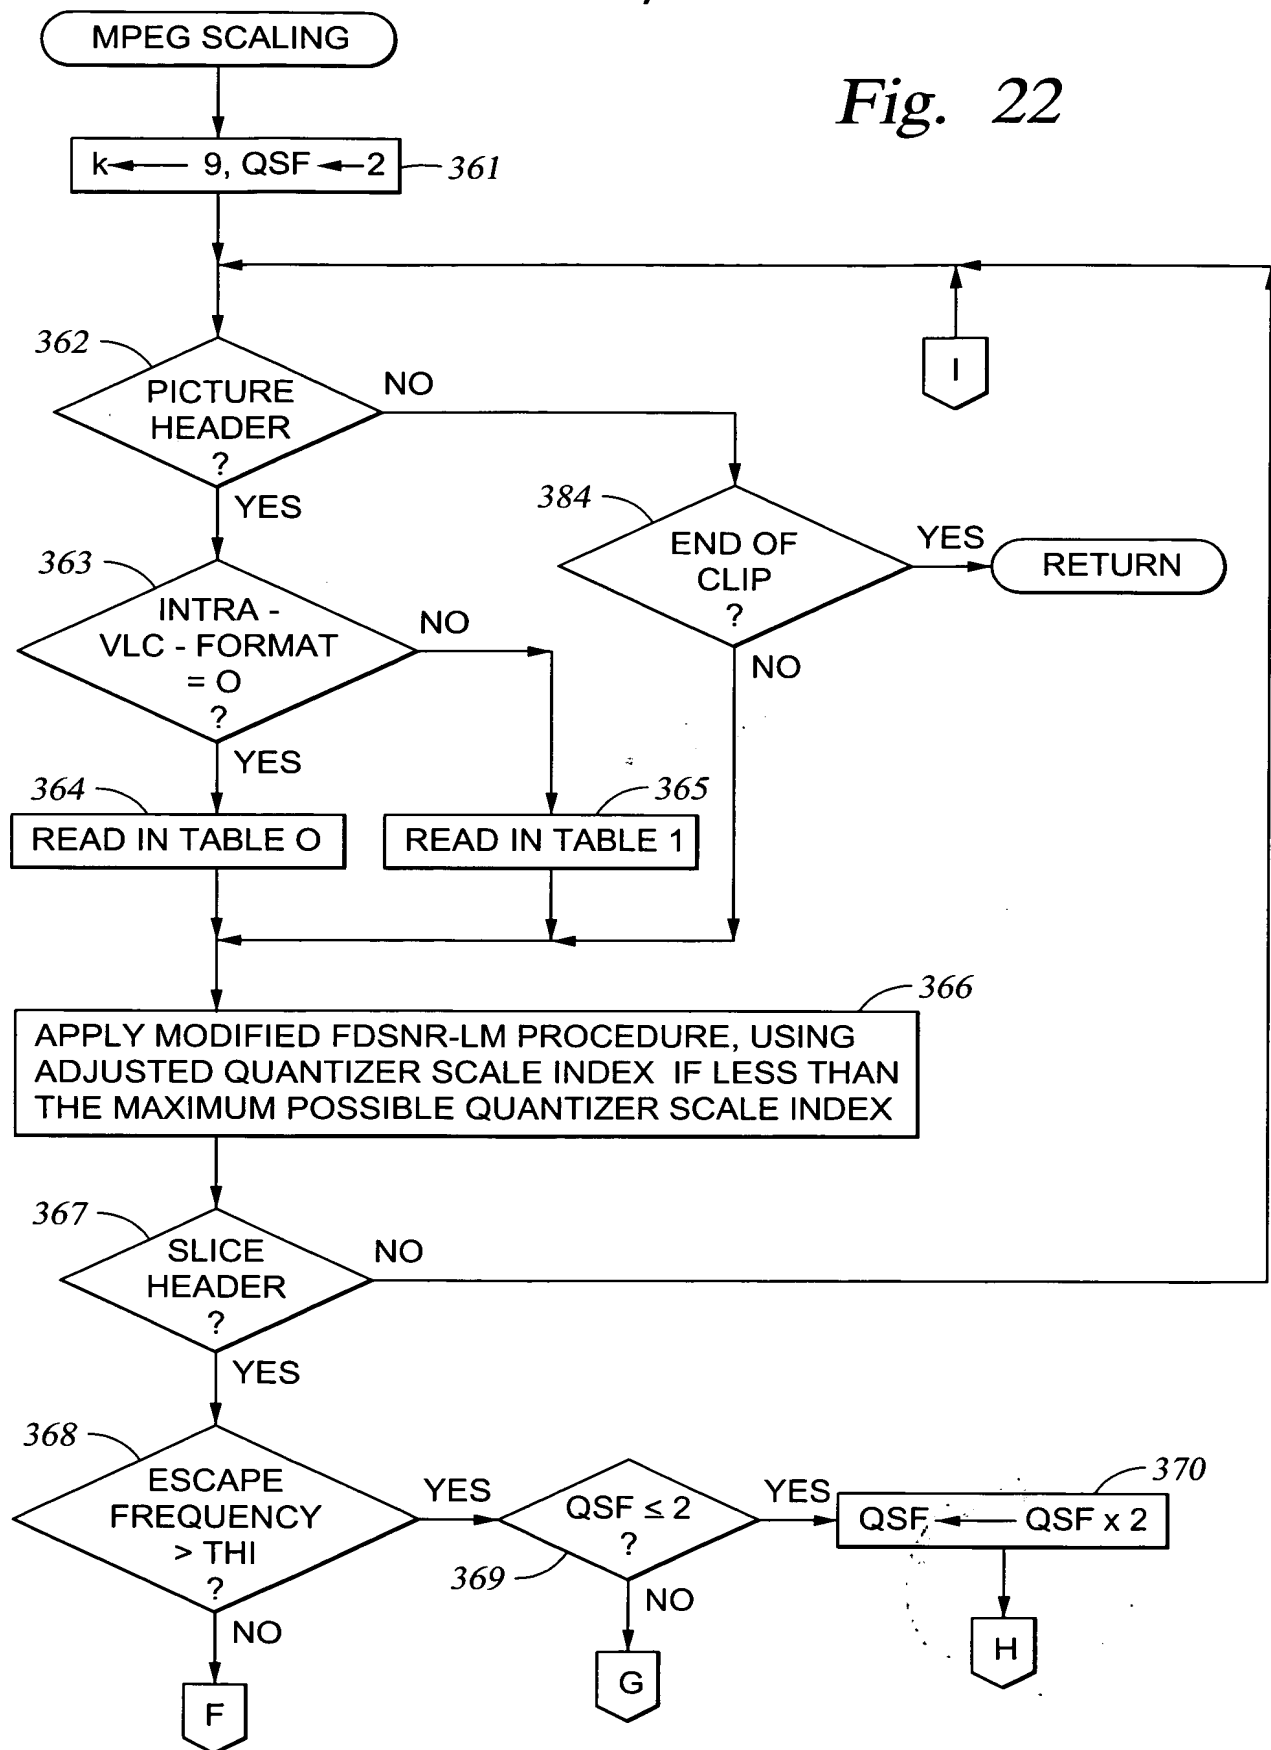 MPEG SCALING
Fig. 22
k← 9, QSF ←2
361
I
362
PICTURE
HEADER
?
NO
YES
384
END OF
CLIP
?
YES
RETURN
NO
363
INTRA -
VLC - FORMAT
= O
?
NO
YES
364
READ IN TABLE O
365
READ IN TABLE 1
366
APPLY MODIFIED FDSNR-LM PROCEDURE, USING
ADJUSTED QUANTIZER SCALE INDEX IF LESS THAN
THE MAXIMUM POSSIBLE QUANTIZER SCALE INDEX
367
SLICE
HEADER
?
NO
YES
368
ESCAPE
FREQUENCY
> THI
?
YES
NO
F
QSF ≤ 2
?
369
YES
NO
G
370
QSF ← QSF x 2
H